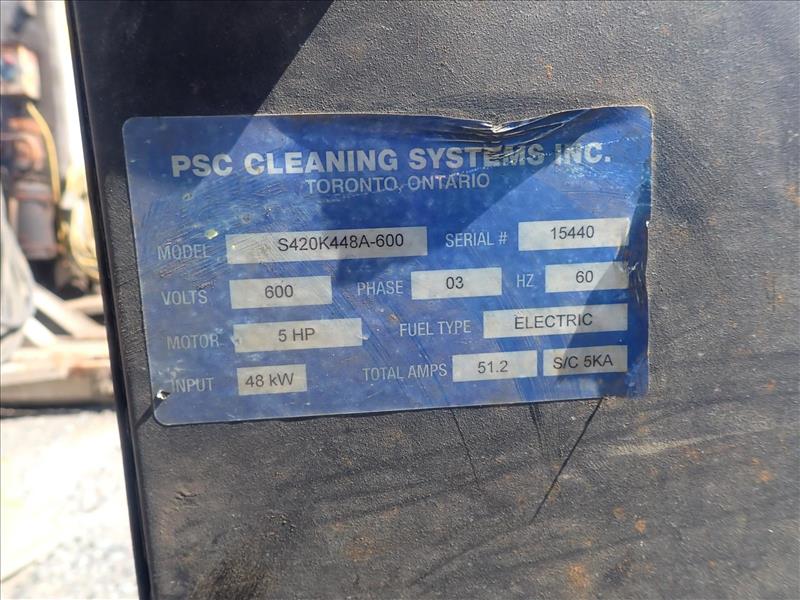 PSC CLEANING SYSTEMS INC.
TORONTO, ONTARIO
MODEL S420K448A-600 SERIAL # 15440
VOLTS 600 PHASE 03 HZ 60
MOTOR 5 HP FUEL TYPE ELECTRIC
INPUT 48 kW TOTAL AMPS 51.2 S/C 5KA